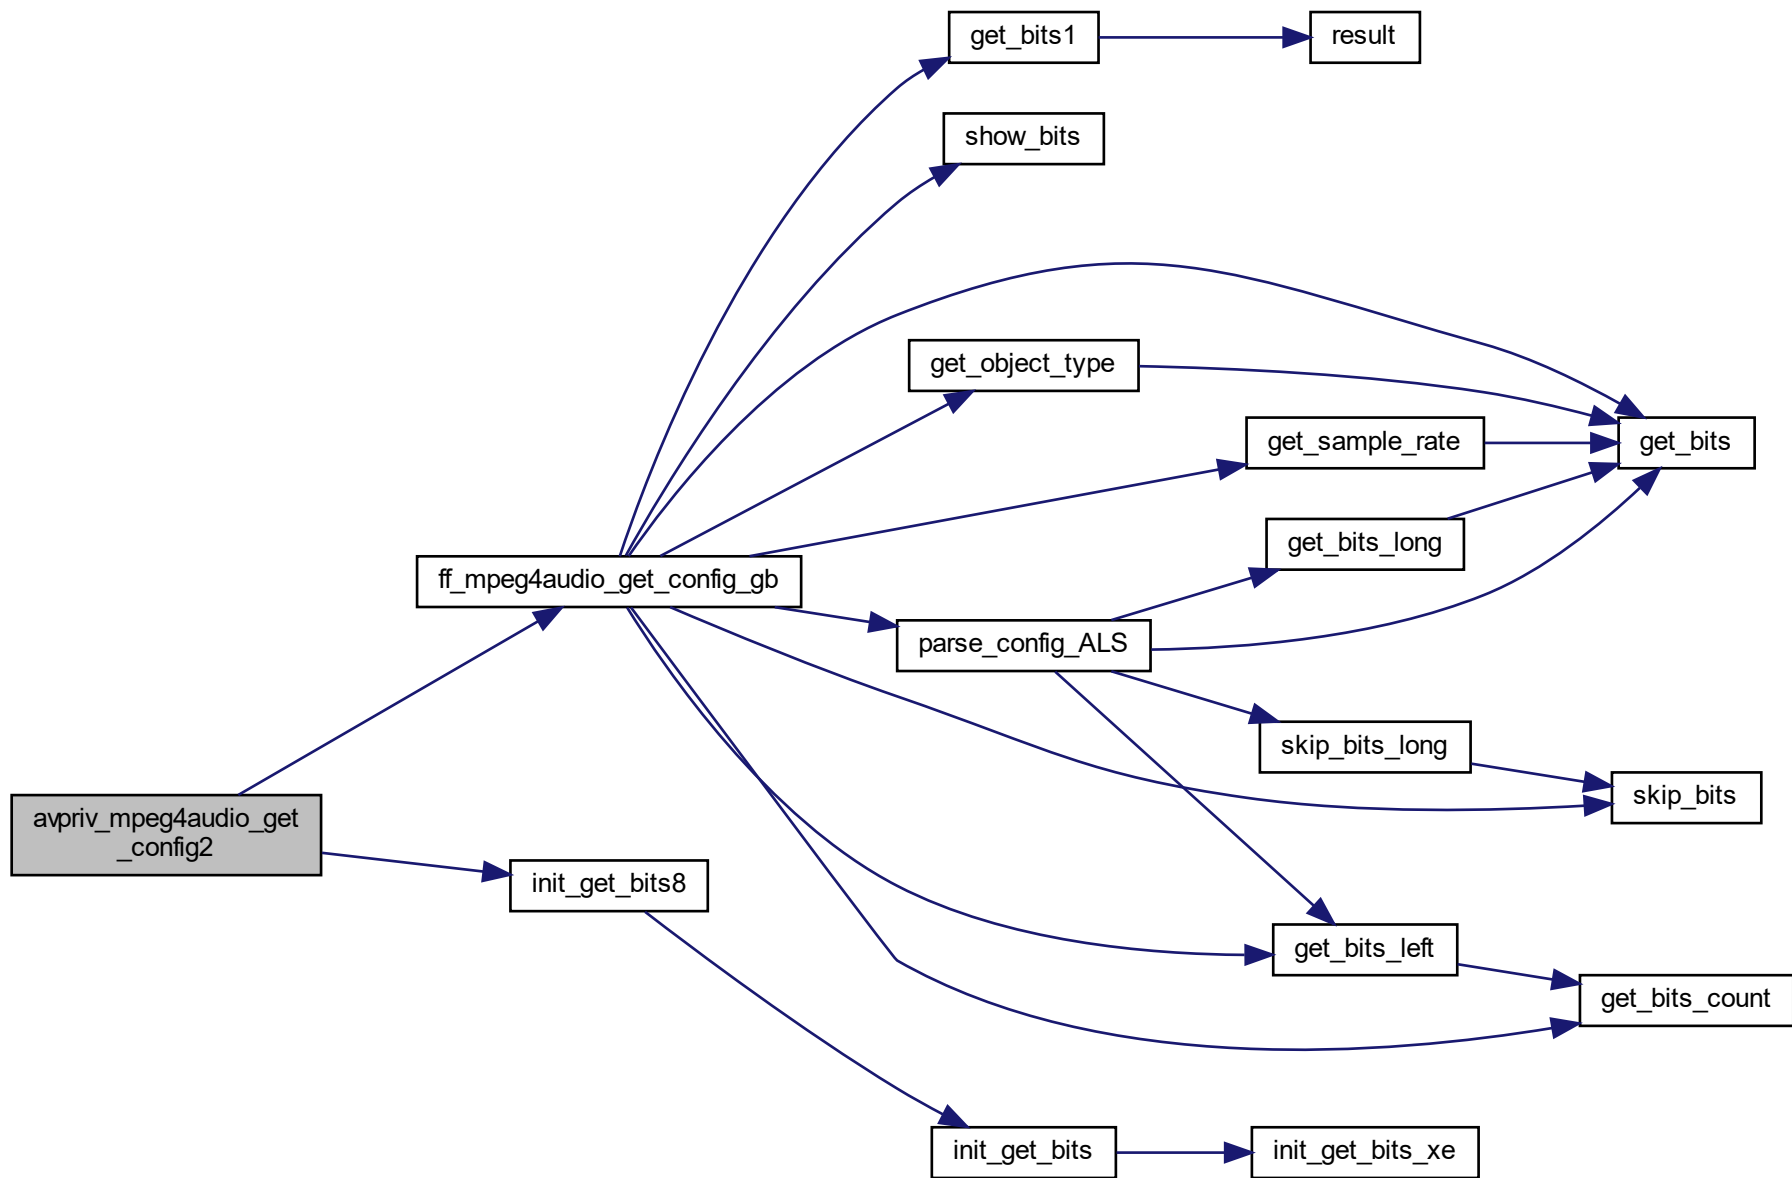 get_bits1
result
show_bits
get_object_type
get_sample_rate
get_bits
get_bits_long
ff_mpeg4audio_get_config_gb
parse_config_ALS
skip_bits_long
skip_bits
avpriv_mpeg4audio_get
_config2
init_get_bits8
get_bits_left
get_bits_count
init_get_bits
init_get_bits_xe